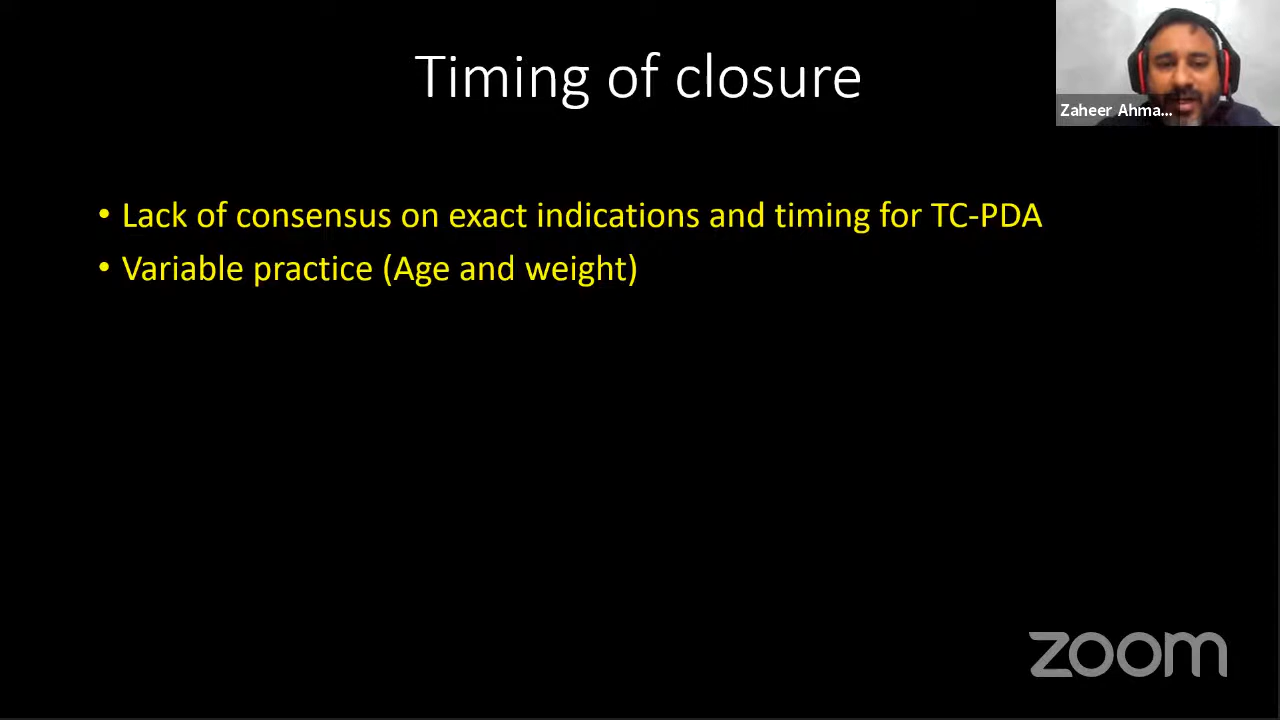 Timing of closure
Zaheer Ahma...
• Lack of consensus on exact indications and timing for TC-PDA
• Variable practice (Age and weight)
zoom